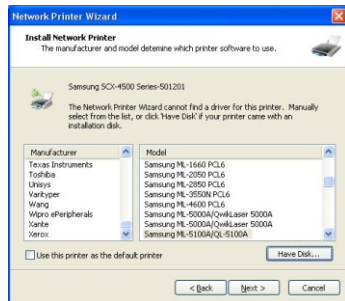 Network Printer Wizard
Install Network Printer
The manufacturer and model detemine which printer software to use.
Samsung SCX-4500 Series-501201
The Network Printer Wizard cannot find a driver for this printer. Manually
select from the list, or click 'Have Disk' if your printer came with an
installation disk.
Manufacturer
Texas Instruments
Toshiba
Unisys
Varityper
Wang
Wipro ePeripherals
Xante
Xerox
Model
Samsung ML-1660 PCL6
Samsung ML-2050 PCL6
Samsung ML-2850 PCL6
Samsung ML-3550N PCL6
Samsung ML-4600 PCL6
Samsung ML-5000A/QwikLaser 5000A
Samsung ML-5000A/QwikLaser 5000A
Samsung ML-5100A/QL-5100A
Use this printer as the default printer
Have Disk...
< Back
Next >
Cancel